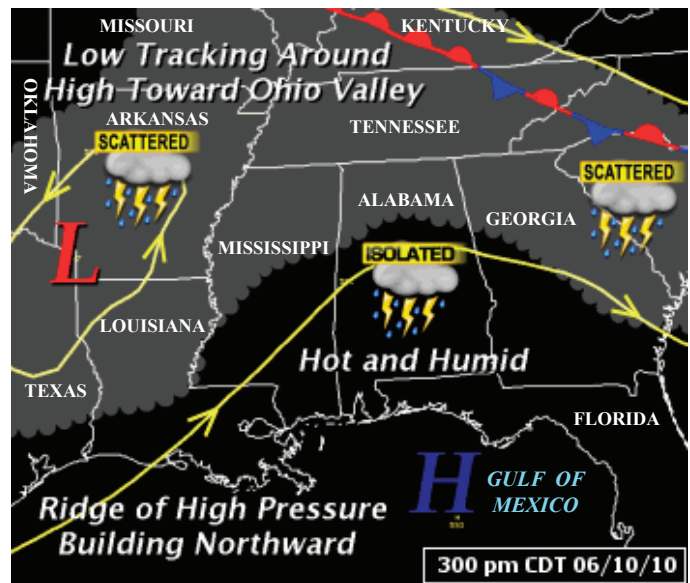 MISSOURI
KENTUCKY
Low Tracking Around
High Toward Ohio Valley
OKLAHOMA
ARKANSAS
TENNESSEE
SCATTERED
SCATTERED
ALABAMA
GEORGIA
MISSISSIPPI
ISOLATED
L
LOUISIANA
Hot and Humid
TEXAS
FLORIDA
H
GULF OF
MEXICO
Ridge of High Pressure
Building Northward
300 pm CDT 06/10/10